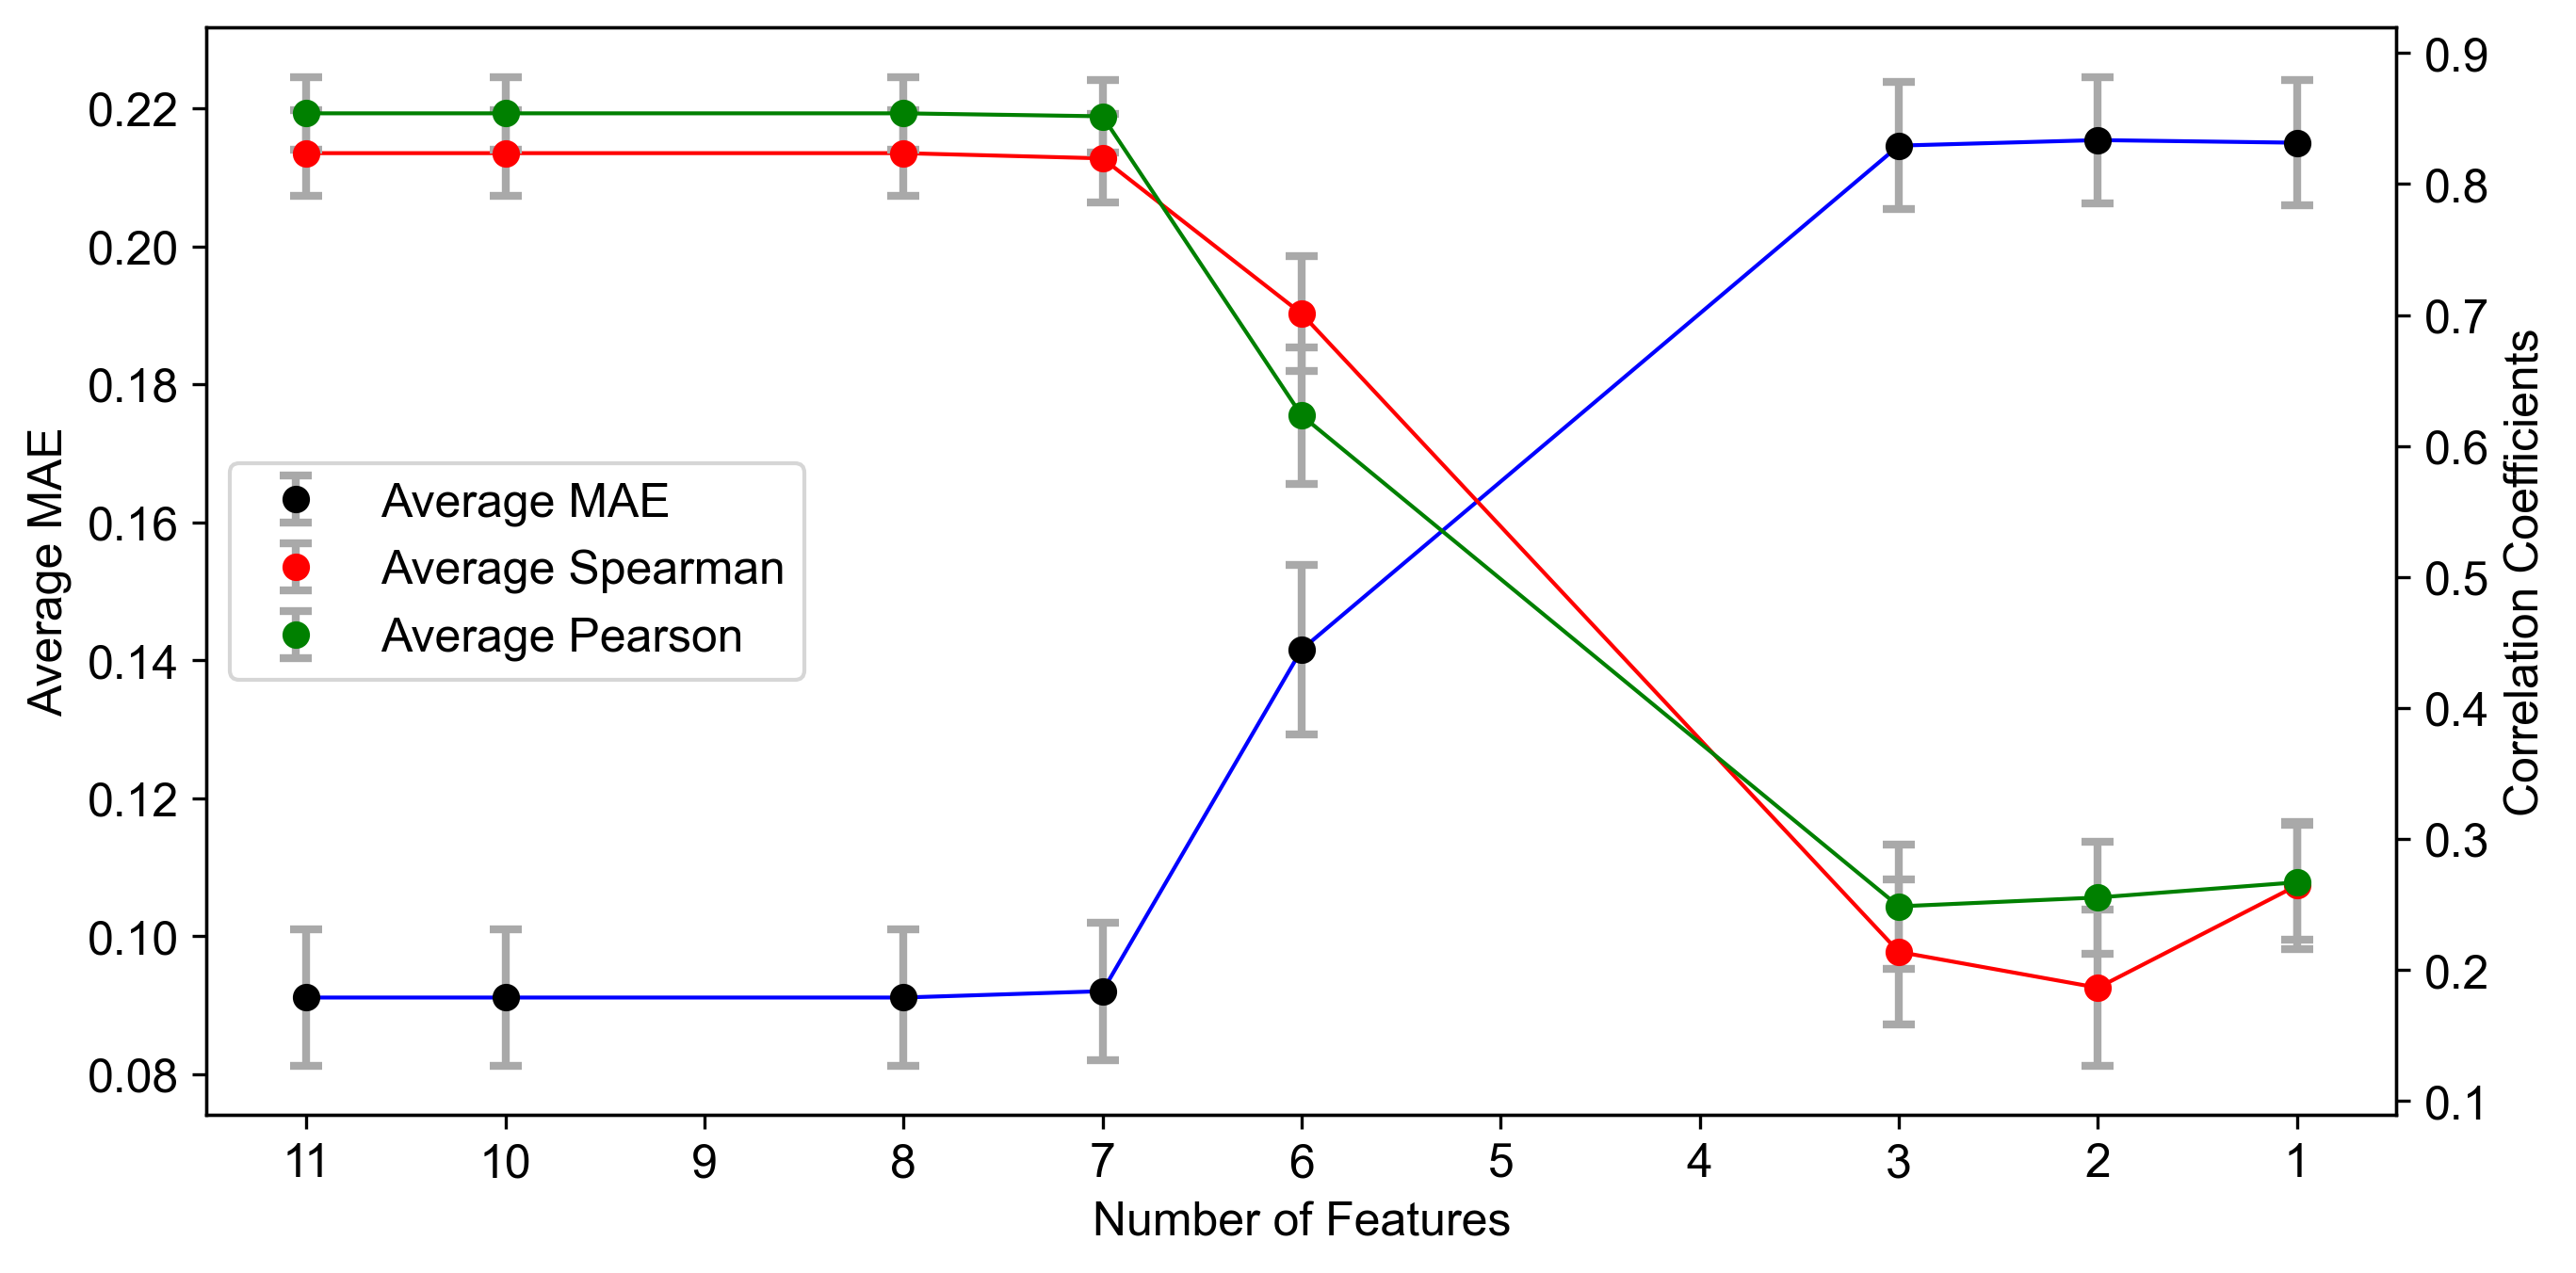 0.22
0.20
0.18
0.16
0.14
0.12
0.10
0.08
Average MAE
Average MAE
Average Spearman
Average Pearson
0.9
0.8
0.7
0.6
0.5
0.4
0.3
0.2
0.1
Correlation Coefficients
11 10 9 8 7 6 5 4 3 2 1
Number of Features